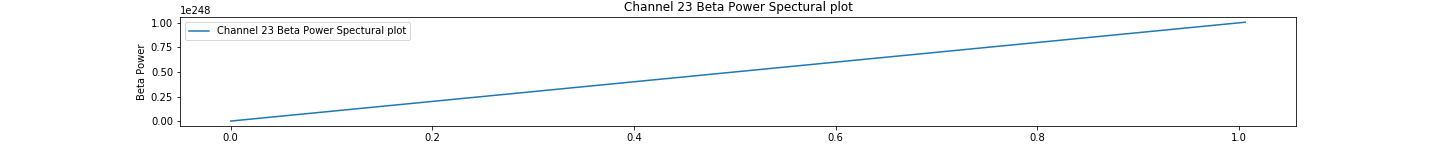 Channel 23 Beta Power Spectural plot
1e248
Channel 23 Beta Power Spectural plot
Beta Power
1.00
0.75
0.50
0.25
0.00
0.0 0.2 0.4 0.6 0.8 1.0